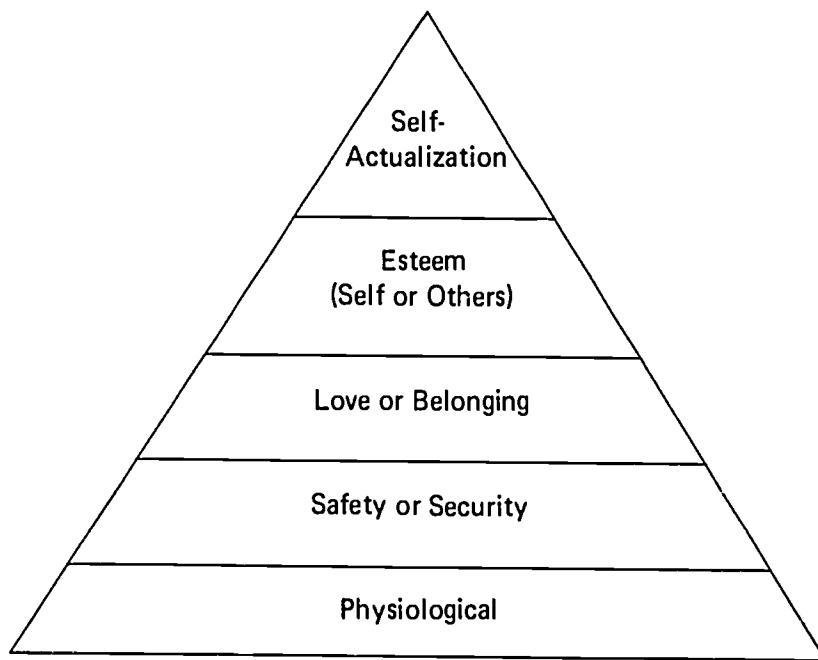 Self-
Actualization
Esteem
(Self or Others)
Love or Belonging
Safety or Security
Physiological